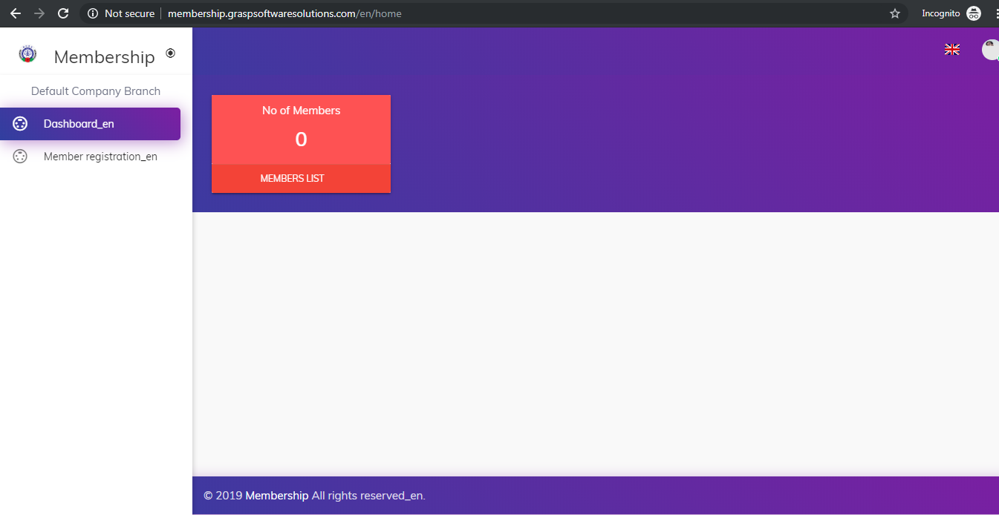 Not secure | membership.graspsoftwaresolutions.com/en/home
Incognito
Membership
Default Company Branch
Dashboard_en
Member registration_en
No of Members
0
MEMBERS LIST
© 2019 Membership All rights reserved_en.